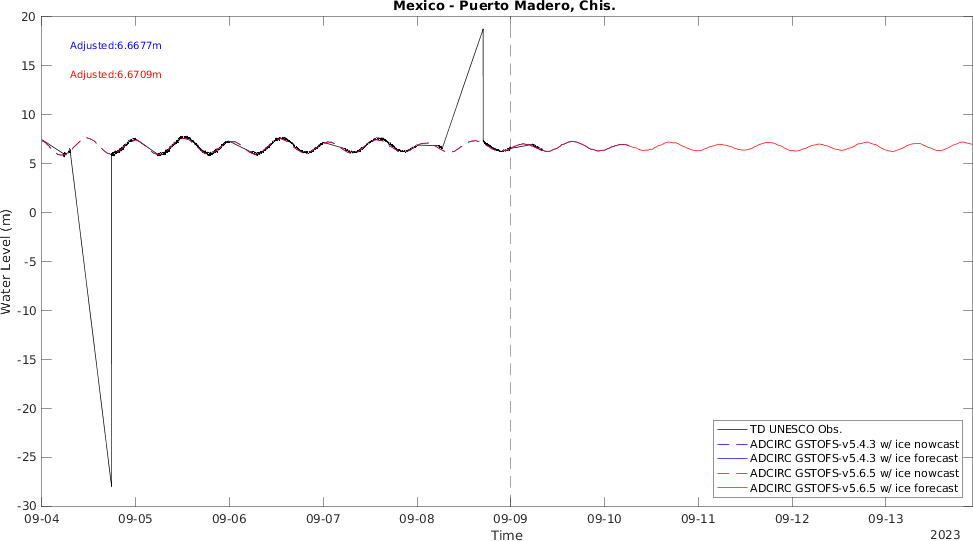 Mexico - Puerto Madero, Chis.
20
15
10
5
0
-5
-10
-15
-20
-25
-30
Water Level (m)
Adjusted:6.6677m
Adjusted:6.6709m
TD UNESCO Obs.
ADCIRC GSTOFS-v5.4.3 w/ ice nowcast
ADCIRC GSTOFS-v5.4.3 w/ ice forecast
ADCIRC GSTOFS-v5.6.5 w/ ice nowcast
ADCIRC GSTOFS-v5.6.5 w/ ice forecast
09-04 09-05 09-06 09-07 09-08 09-09 09-10 09-11 09-12 09-13
Time
2023